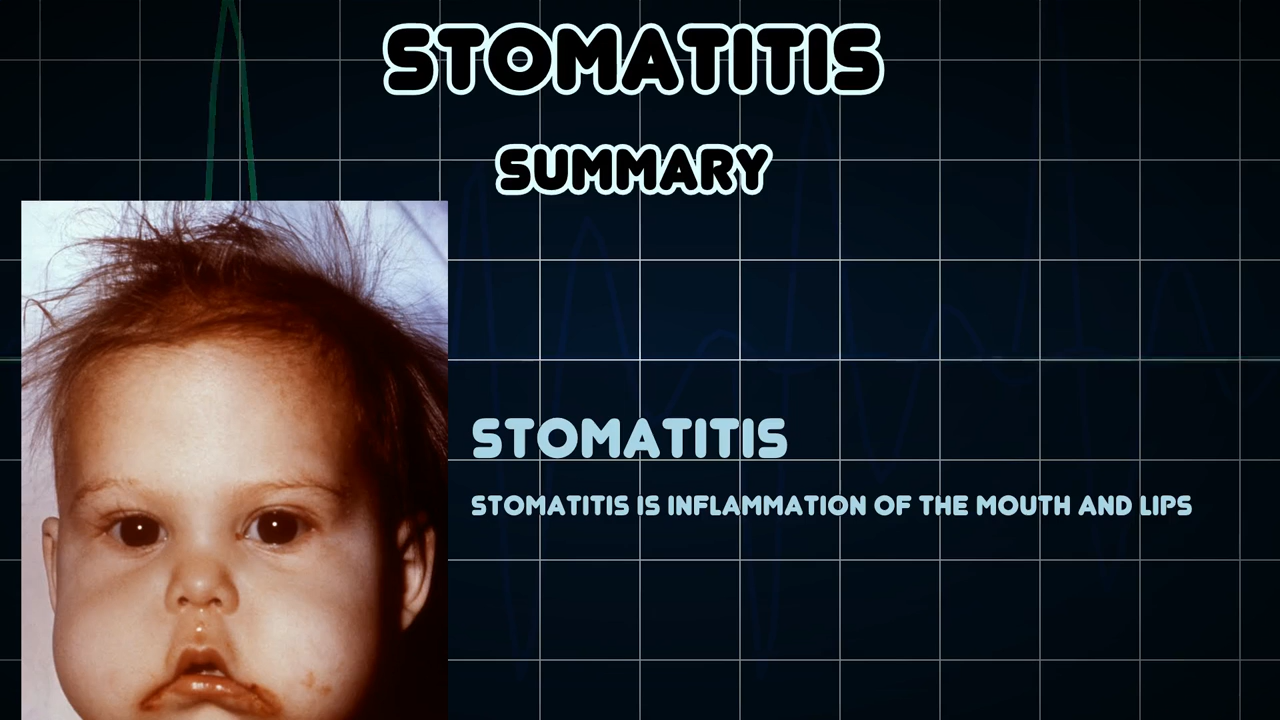 STOMATITIS
SUMMARY
STOMATITIS
STOMATITIS IS INFLAMMATION OF THE MOUTH AND LIPS